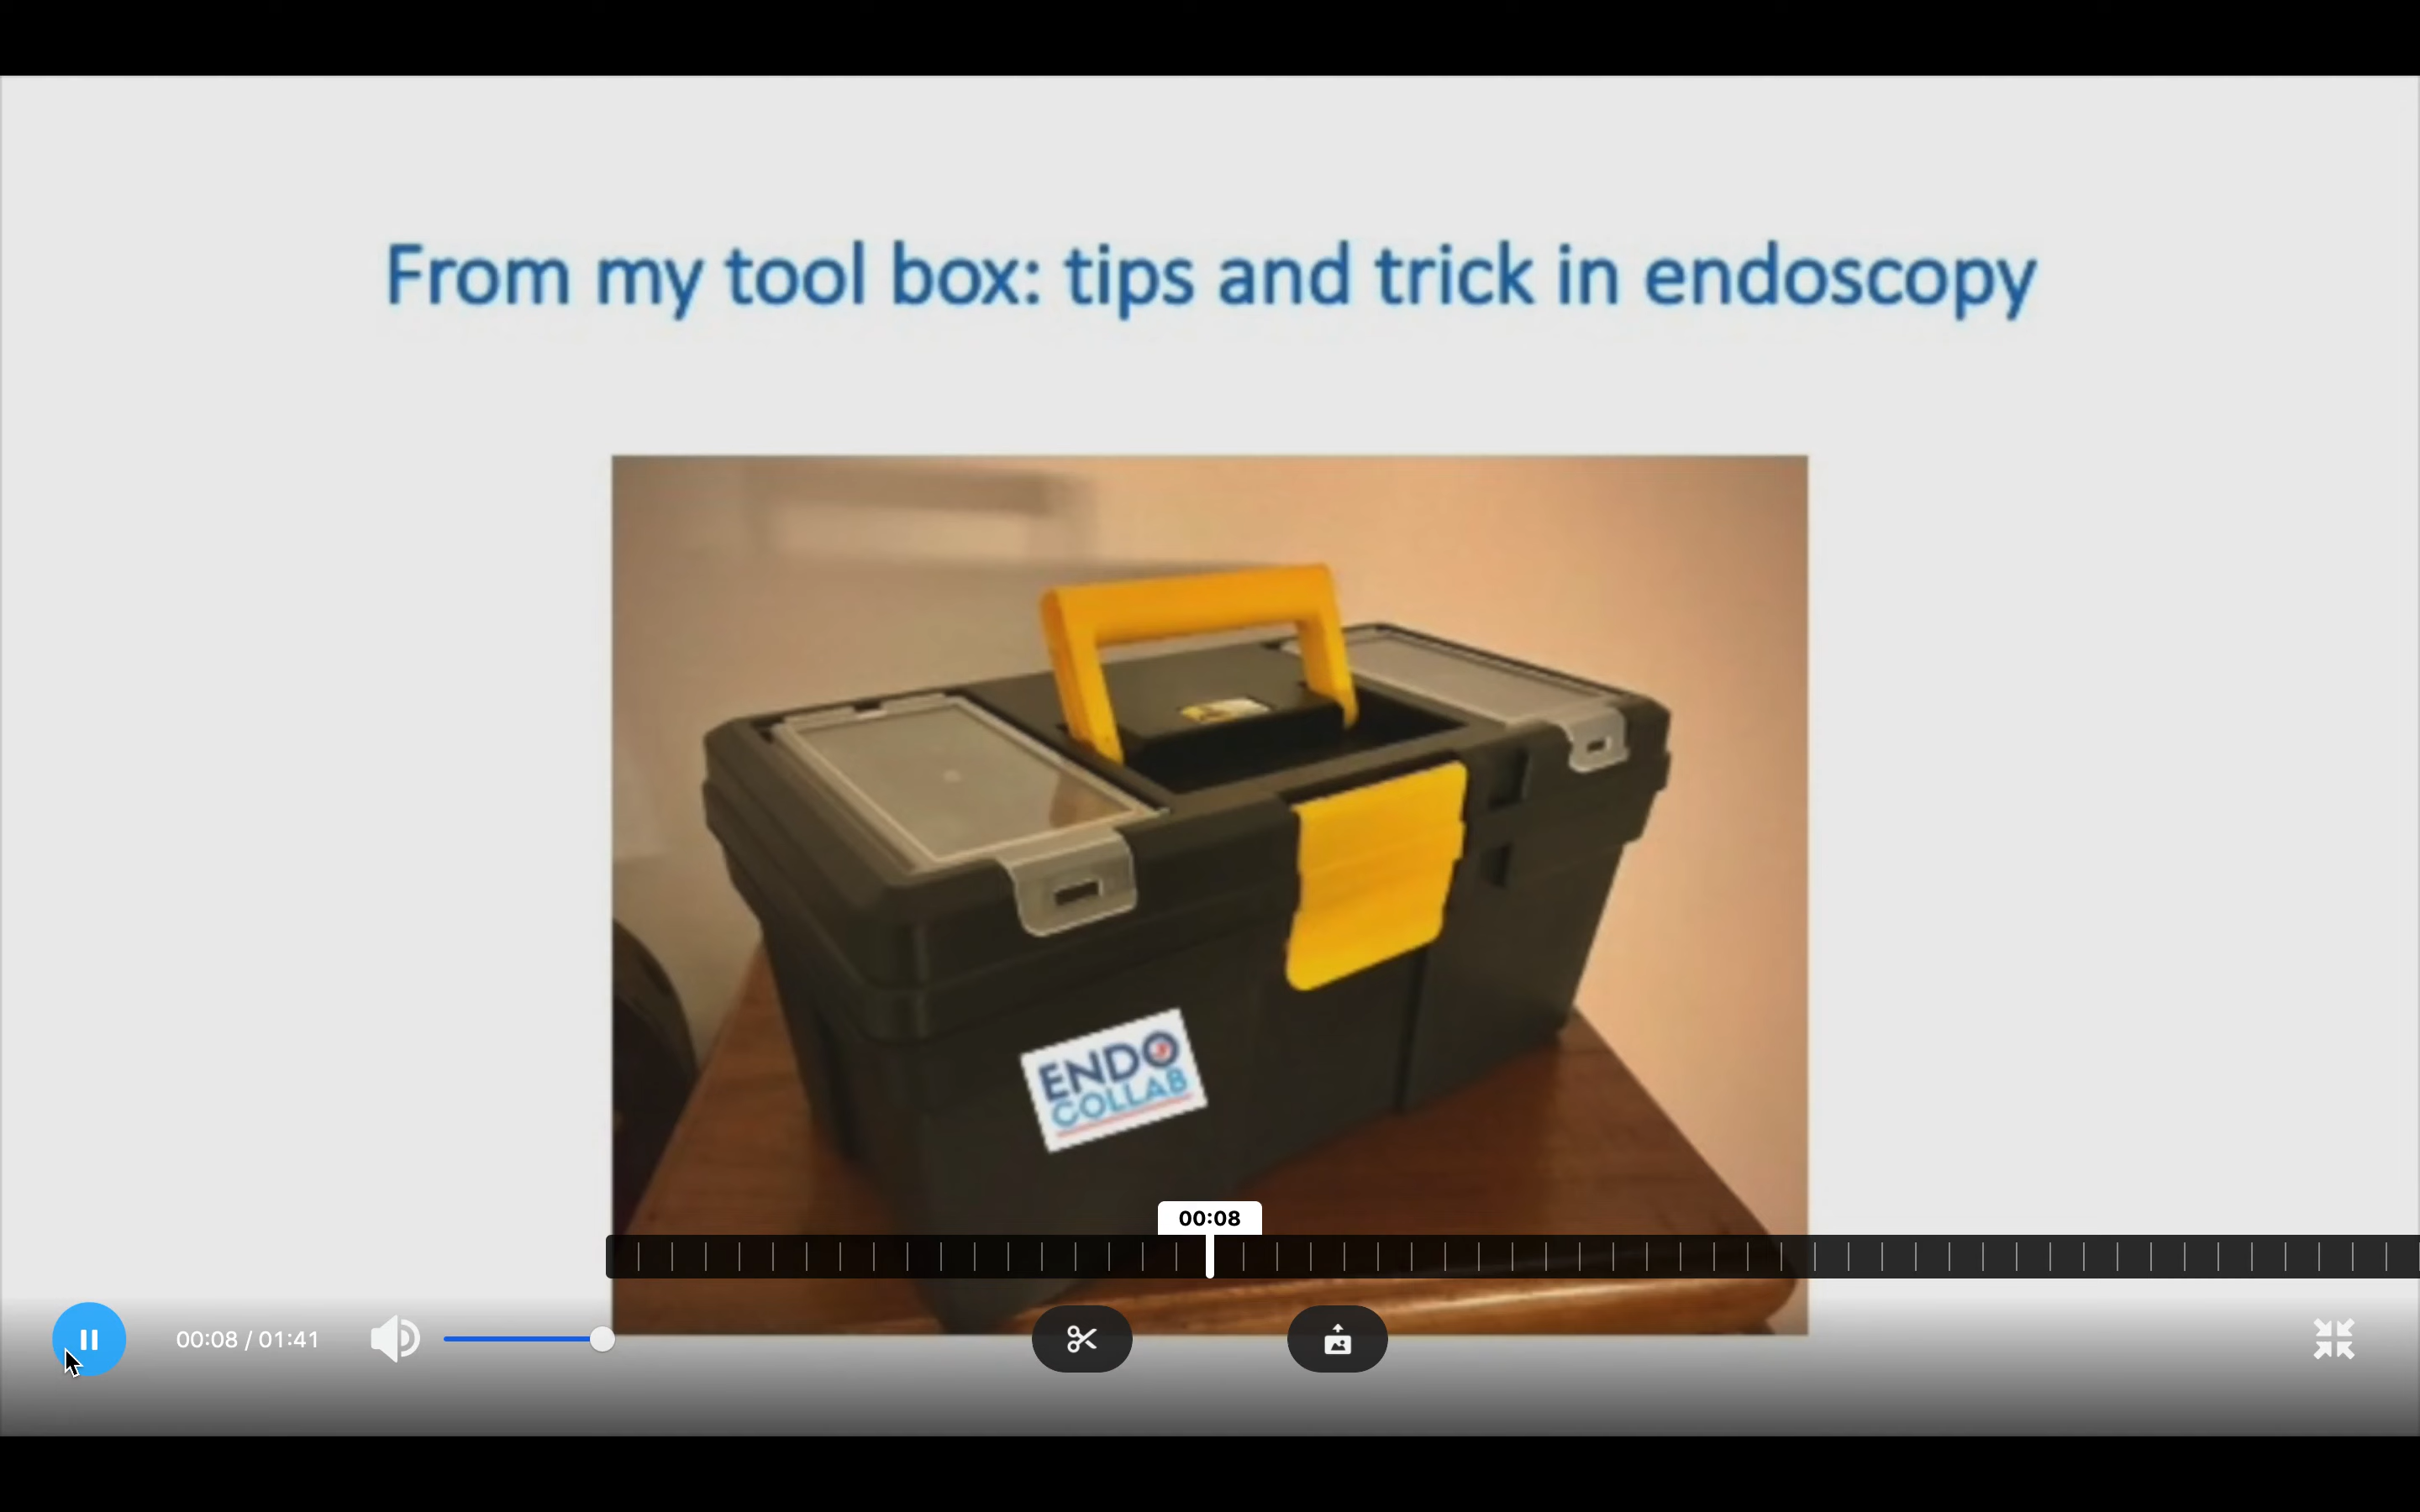 From my tool box: tips and trick in endoscopy
ENDO
COLLAB
00:08
00:08 / 01:41